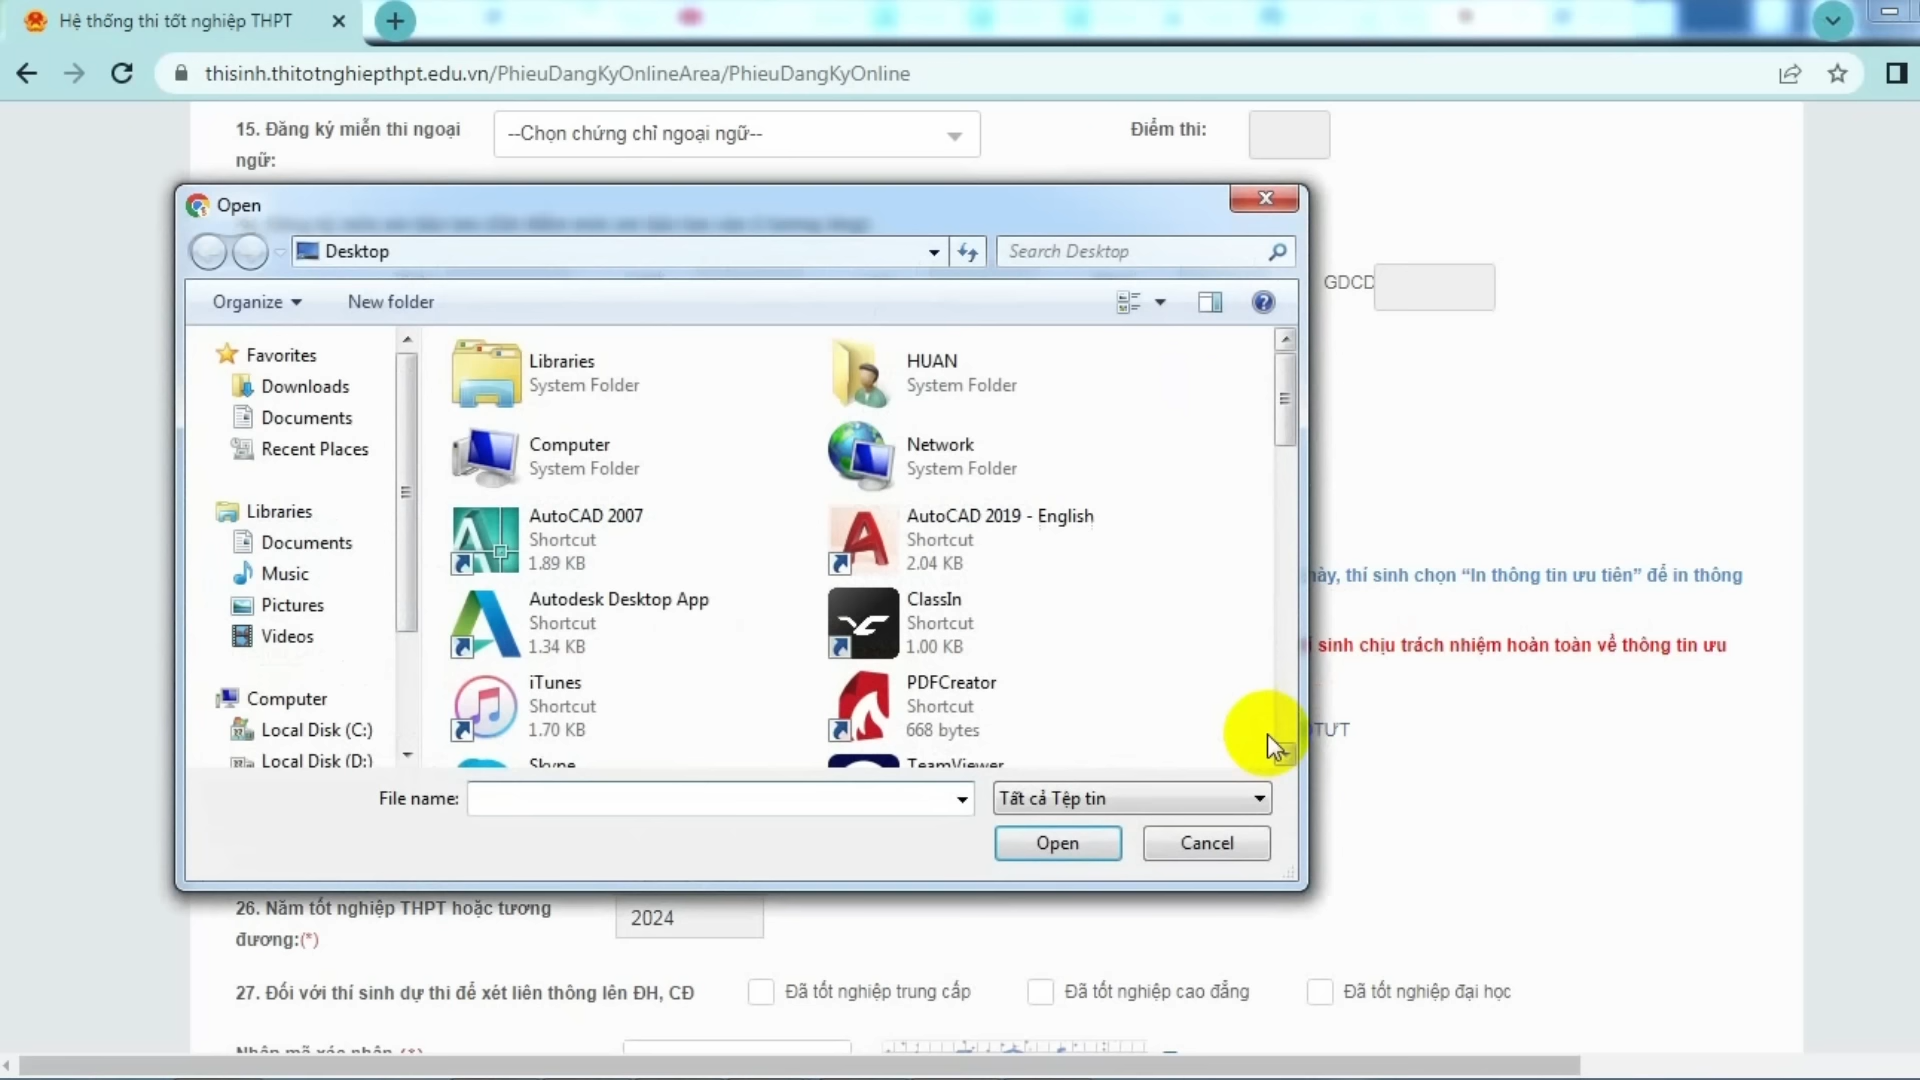 Hệ thống thi tốt nghiệp THPT
thisinh.thitotnghiepthpt.edu.vn/PhieuDangKyOnlineArea/PhieuDangKyOnline
15. Đăng ký miễn thi ngoại
ngữ:
--Chọn chứng chỉ ngoại ngữ--
Điểm thi:
Open
Desktop
Search Desktop
GDCD
Organize
New folder
Favorites
Downloads
Documents
Recent Places
Libraries
Documents
Music
Pictures
Videos
Computer
Local Disk (C:)
Local Disk (D:)
Libraries
System Folder
HUAN
System Folder
Computer
System Folder
Network
System Folder
AutoCAD 2007
Shortcut
1.89 KB
AutoCAD 2019 - English
Shortcut
2.04 KB
Autodesk Desktop App
Shortcut
1.34 KB
ClassIn
Shortcut
1.00 KB
iTunes
Shortcut
1.70 KB
PDFCreator
Shortcut
668 bytes
Skype
TeamViewer
này, thí sinh chọn “In thông tin ưu tiên” để in thông
sinh chịu trách nhiệm hoàn toàn về thông tin ưu
TƯT
File name:
Tất cả Tệp tin
Open
Cancel
26. Năm tốt nghiệp THPT hoặc tương
đương:(*)
2024
27. Đối với thí sinh dự thi để xét liên thông lên ĐH, CĐ
Đã tốt nghiệp trung cấp
Đã tốt nghiệp cao đẳng
Đã tốt nghiệp đại học
Nhập mã xác nhận (*)